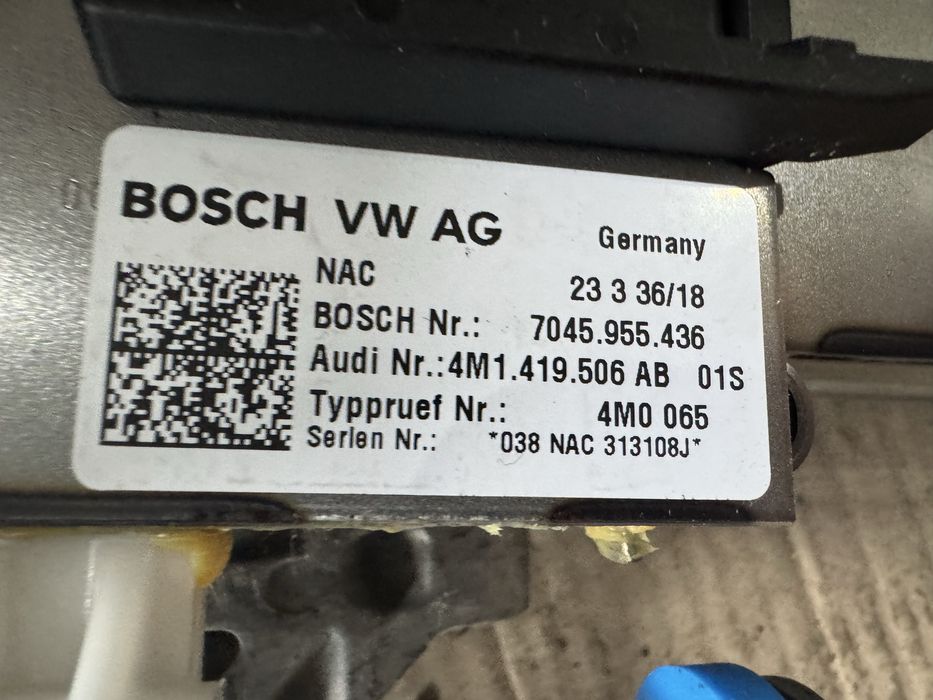 BOSCH VW AG
Germany
NAC
23 3 36/18
BOSCH Nr.: 7045.955.436
Audi Nr.:4M1.419.506 AB 01S
Typpruef Nr.: 4M0 065
Serien Nr.: *038 NAC 313108J*